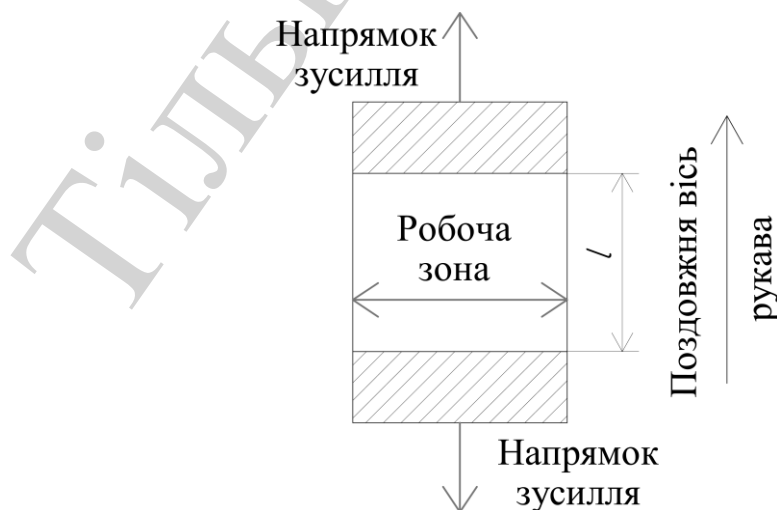 Напрямок
зусилля
Робоча
зона
l
Поздовжня вісь
рукава
Напрямок
зусилля